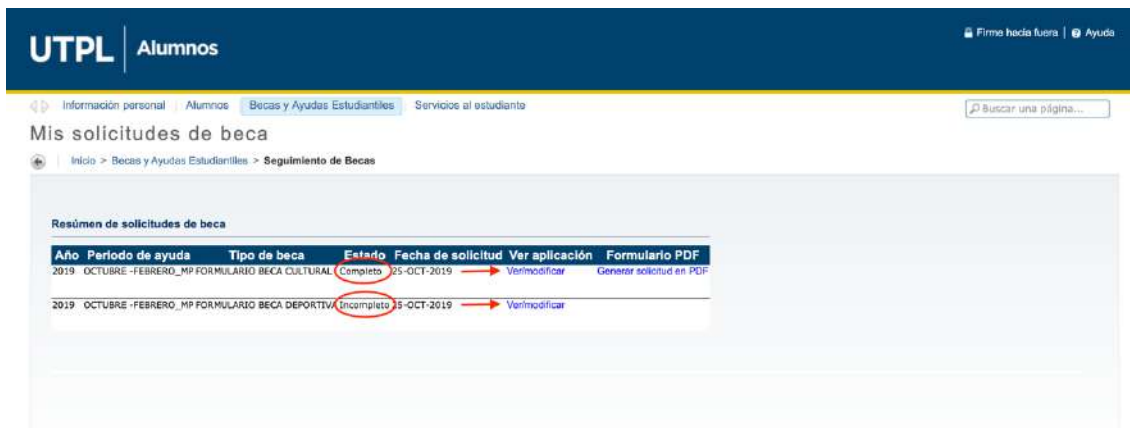 Firme hacia fuera | Ayuda
UTPL | Alumnos
Información personal | Alumnos Becas y Ayudas Estudiantiles Servicios al estudiante
Buscar una página...
Mis solicitudes de beca
Inicio > Becas y Ayudas Estudiantiles > Seguimiento de Becas
Resúmen de solicitudes de beca
Año Periodo de ayuda Tipo de beca Estado Fecha de solicitud Ver aplicación Formulario PDF
2019 OCTUBRE -FEBRERO_MP FORMULARIO BECA CULTURAL Completo 25-OCT-2019 Ver/modificar Generar solicitud en PDF
2019 OCTUBRE -FEBRERO_MP FORMULARIO BECA DEPORTIVA Incompleto 25-OCT-2019 Ver/modificar